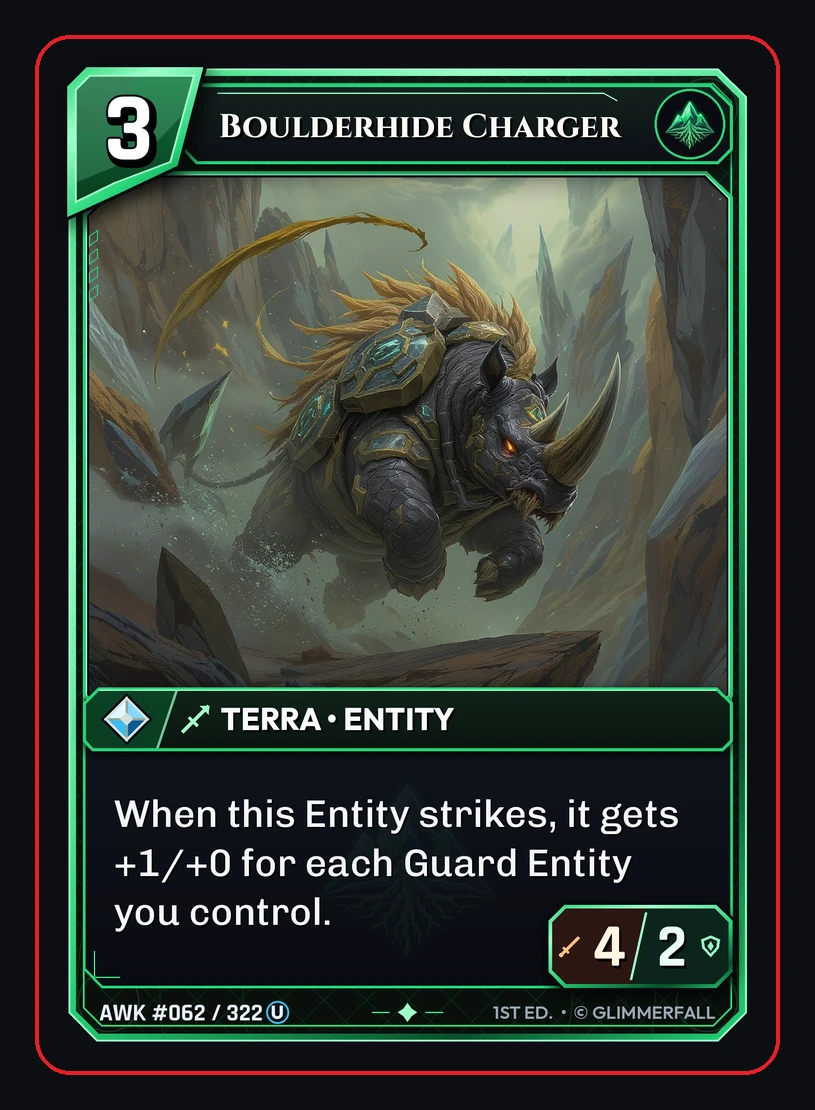 3
Boulderhide Charger
TERRA • ENTITY
When this Entity strikes, it gets
+1/+0 for each Guard Entity
you control.
4/2
AWK #062 / 322 U
1ST ED. • © GLIMMERFALL